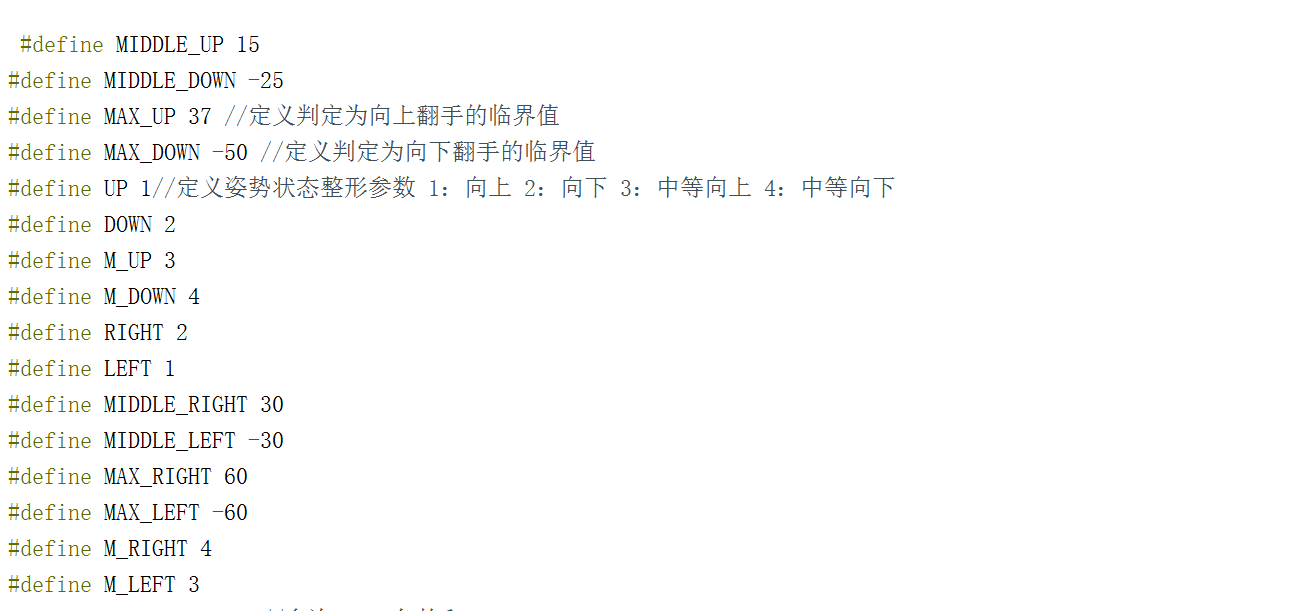 #define MIDDLE_UP 15
#define MIDDLE_DOWN -25
#define MAX_UP 37 //定义判定为向上翻手的临界值
#define MAX_DOWN -50 //定义判定为向下翻手的临界值
#define UP 1//定义姿势状态整形参数 1: 向上 2: 向下 3: 中等向上 4: 中等向下
#define DOWN 2
#define M_UP 3
#define M_DOWN 4
#define RIGHT 2
#define LEFT 1
#define MIDDLE_RIGHT 30
#define MIDDLE_LEFT -30
#define MAX_RIGHT 60
#define MAX_LEFT -60
#define M_RIGHT 4
#define M_LEFT 3